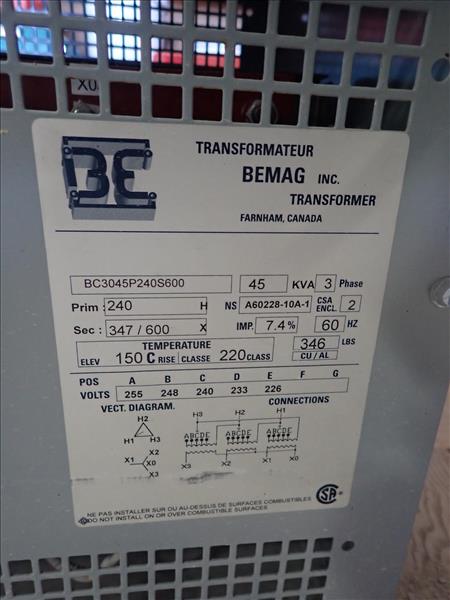 X0
BE
TRANSFORMATEUR
BEMAG INC.
TRANSFORMER
FARNHAM, CANADA
BC3045P240S600 45 KVA 3 Phase
Prim : 240 H NS A60228-10A-1 CSA ENCL. 2
Sec : 347/600 X IMP. 7.4% 60 HZ
TEMPERATURE 346 LBS
ELEV 150 C RISE CLASSE 220 CLASS CU / AL
POS A B C D E F G
VOLTS 255 248 240 233 226
VECT. DIAGRAM. CONNECTIONS
H2 H3 H2 H1
H1 H3 ABCDE ABCDE ABCDE
X1 X2 X0 X3 X3 X2 X1 X0
NE PAS INSTALLER SUR OU AU-DESSUS DE SURFACES COMBUSTIBLES
DO NOT INSTALL ON OR OVER COMBUSTIBLE SURFACES